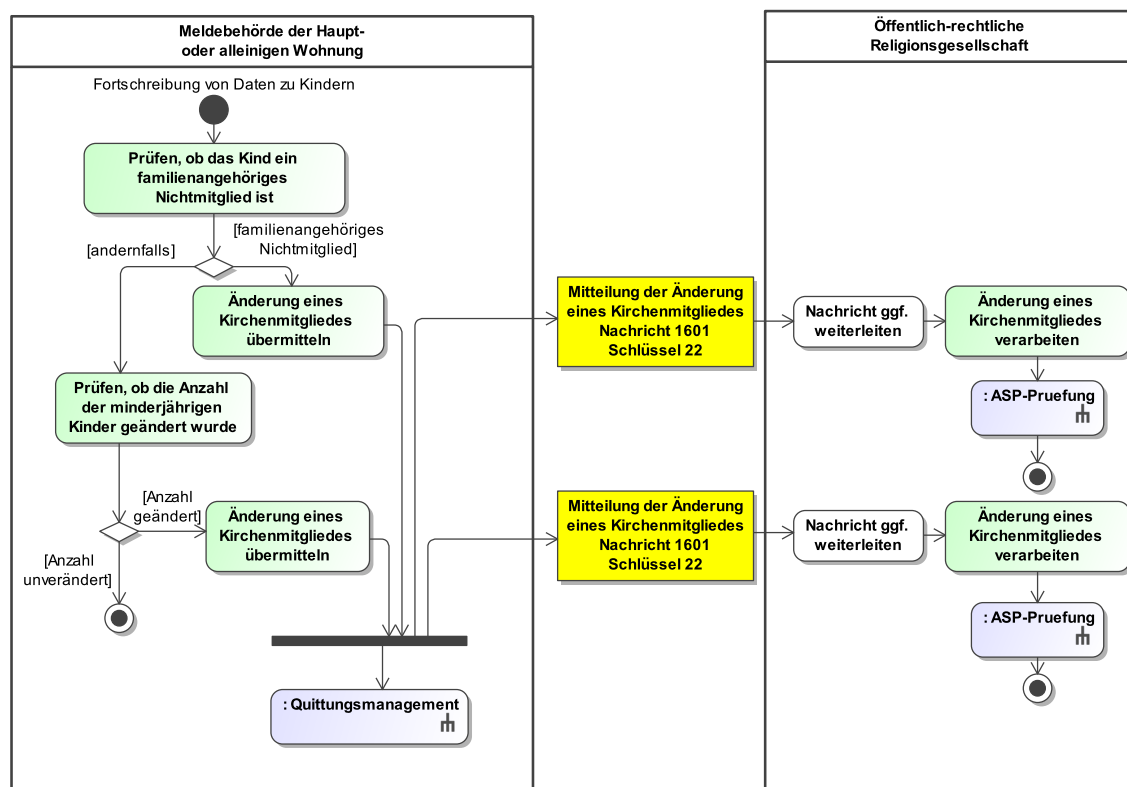 Meldebehörde der Haupt-
oder alleinigen Wohnung
Fortschreibung von Daten zu Kindern
Prüfen, ob das Kind ein
familienangehöriges
Nichtmitglied ist
[andernfalls]
[familienangehöriges
Nichtmitglied]
Änderung eines
Kirchenmitgliedes
übermitteln
Prüfen, ob die Anzahl
der minderjährigen
Kinder geändert wurde
[Anzahl
geändert]
Änderung eines
Kirchenmitgliedes
übermitteln
[Anzahl
unverändert]
: Quittungsmanagement
Mitteilung der Änderung
eines Kirchenmitgliedes
Nachricht 1601
Schlüssel 22
Mitteilung der Änderung
eines Kirchenmitgliedes
Nachricht 1601
Schlüssel 22
Öffentlich-rechtliche
Religionsgesellschaft
Nachricht ggf.
weiterleiten
Änderung eines
Kirchenmitgliedes
verarbeiten
: ASP-Pruefung
Nachricht ggf.
weiterleiten
Änderung eines
Kirchenmitgliedes
verarbeiten
: ASP-Pruefung